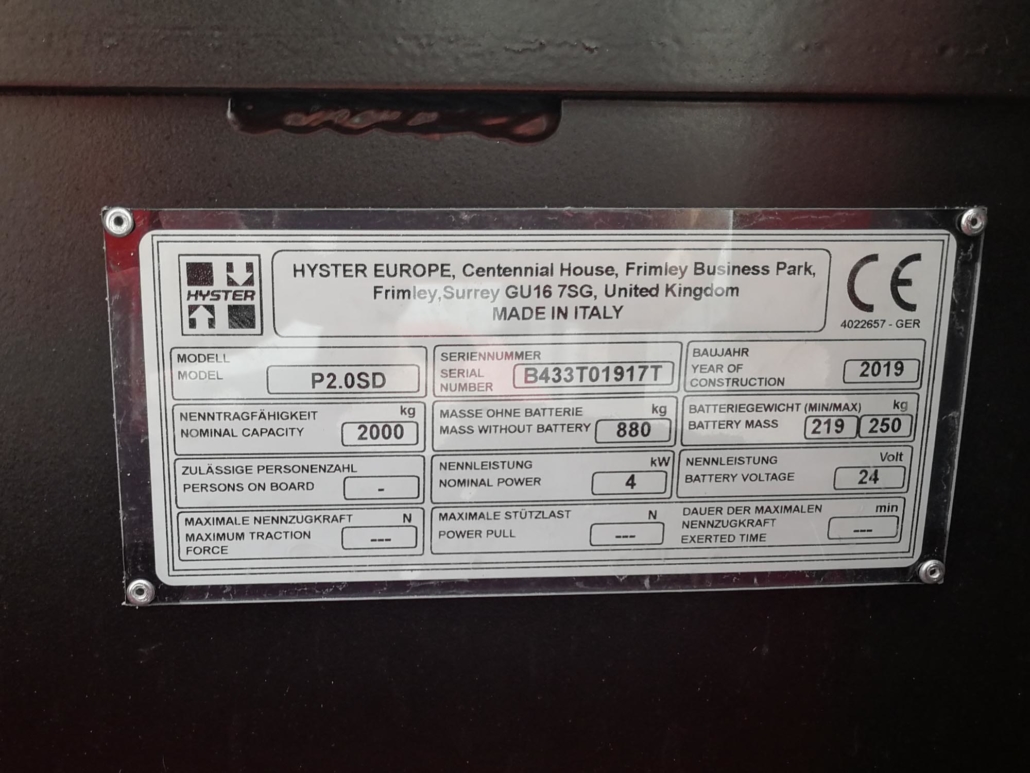 HYSTER
HYSTER EUROPE, Centennial House, Frimley Business Park,
Frimley,Surrey GU16 7SG, United Kingdom
MADE IN ITALY
CE
4022657 - GER
MODELL
MODEL
P2.0SD
SERIENNUMMER
SERIAL
NUMBER
B433T01917T
BAUJAHR
YEAR OF
CONSTRUCTION
2019
NENNTRAGFÄHIGKEIT kg
NOMINAL CAPACITY 2000
MASSE OHNE BATTERIE kg
MASS WITHOUT BATTERY 880
BATTERIEGEWICHT (MIN/MAX) kg
BATTERY MASS 219 250
ZULÄSSIGE PERSONENZAHL
PERSONS ON BOARD -
NENNLEISTUNG kW
NOMINAL POWER 4
NENNLEISTUNG Volt
BATTERY VOLTAGE 24
MAXIMALE NENNZUGKRAFT N
MAXIMUM TRACTION ---
FORCE
MAXIMALE STÜTZLAST N
POWER PULL ---
DAUER DER MAXIMALEN min
NENNZUGKRAFT ---
EXERTED TIME